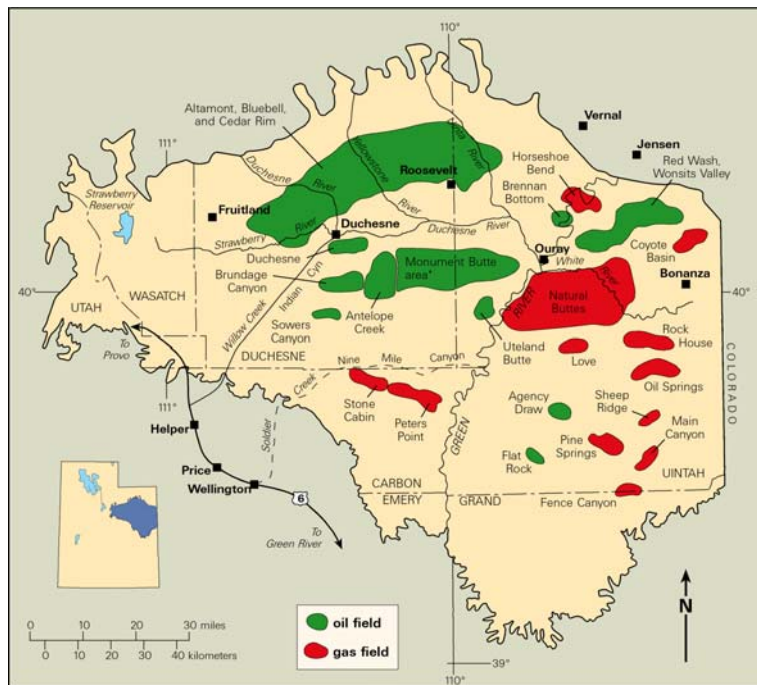 110°
Vernal
Altamont, Bluebell,
and Cedar Rim
Jensen
111°
Uinta
River
Yellowstone
River
Horseshoe
Bend
Red Wash,
Wonsits Valley
Duchesne
River
Roosevelt
Brennan
Bottom
Strawberry
Reservoir
Fruitland
Strawberry
River
Duchesne
Duchesne River
Ouray
White
River
Coyote
Basin
Duchesne
Monument Butte
area*
Brundage
Canyon
Bonanza
40°
40°
WASATCH
UTAH
Willow Creek
Indian Cyn
Antelope
Creek
RIVER
Natural
Buttes
Sowers
Canyon
Uteland
Butte
Rock
House
To
Provo
DUCHESNE
Nine Mile Canyon
Love
COLORADO
Creek
Oil Springs
111°
Stone
Cabin
Peters
Point
Agency
Draw
Sheep
Ridge
Main
Canyon
Helper
Soldier
GREEN
Pine
Springs
Flat
Rock
Price
UINTAH
Wellington
CARBON
EMERY
GRAND
Fence Canyon
6
To
Green River
N
oil field
gas field
0 10 20 30 miles
0 10 20 30 40 kilometers
39°
110°